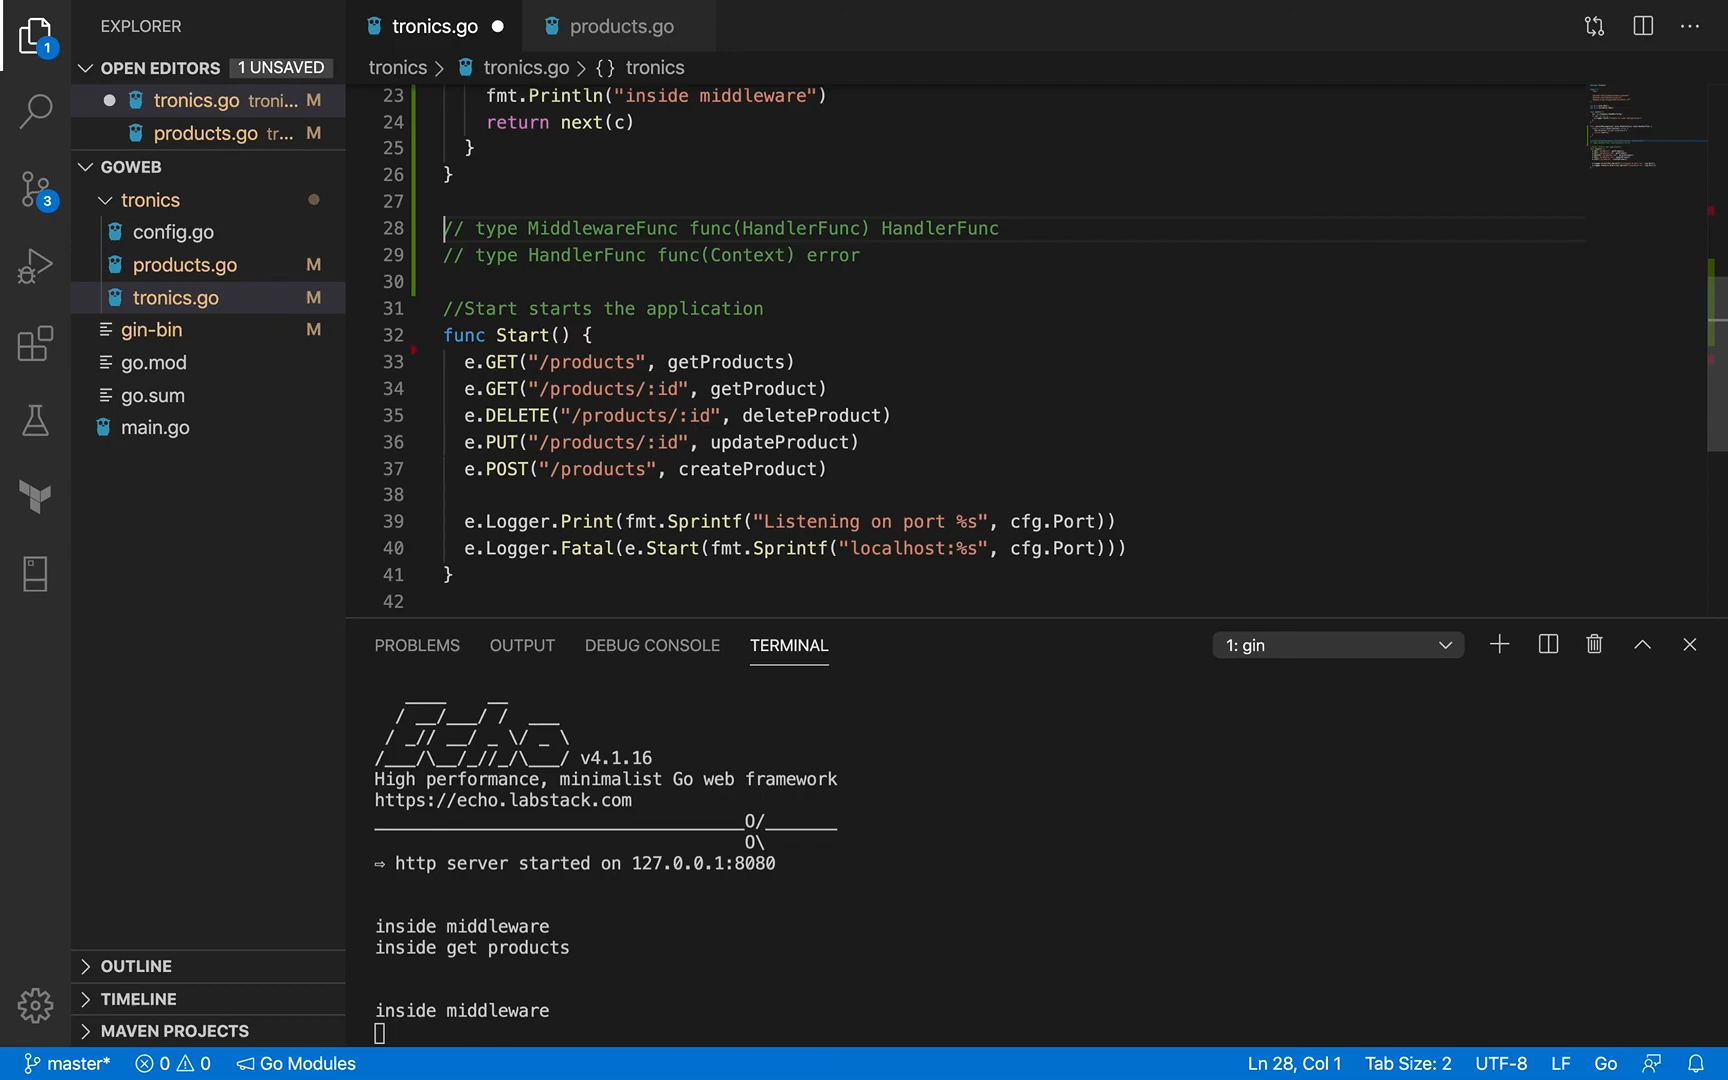 EXPLORER
OPEN EDITORS 1 UNSAVED
tronics.go troni... M
products.go tr... M
GOWEB
tronics
config.go
products.go M
tronics.go M
gin-bin M
go.mod
go.sum
main.go
OUTLINE
TIMELINE
MAVEN PROJECTS
1
3
tronics.go
products.go
tronics > tronics.go > {} tronics
23 fmt.Println("inside middleware")
24 return next(c)
25 }
26 }
27
28 // type MiddlewareFunc func(HandlerFunc) HandlerFunc
29 // type HandlerFunc func(Context) error
30
31 //Start starts the application
32 func Start() {
33 e.GET("/products", getProducts)
34 e.GET("/products/:id", getProduct)
35 e.DELETE("/products/:id", deleteProduct)
36 e.PUT("/products/:id", updateProduct)
37 e.POST("/products", createProduct)
38
39 e.Logger.Print(fmt.Sprintf("Listening on port %s", cfg.Port))
40 e.Logger.Fatal(e.Start(fmt.Sprintf("localhost:%s", cfg.Port)))
41 }
42
PROBLEMS OUTPUT DEBUG CONSOLE TERMINAL 1: gin
Echo v4.1.16
High performance, minimalist Go web framework
https://echo.labstack.com
____________________________________O/_______
O\
⇨ http server started on 127.0.0.1:8080
inside middleware
inside get products
inside middleware
master* 0 0 Go Modules Ln 28, Col 1 Tab Size: 2 UTF-8 LF Go